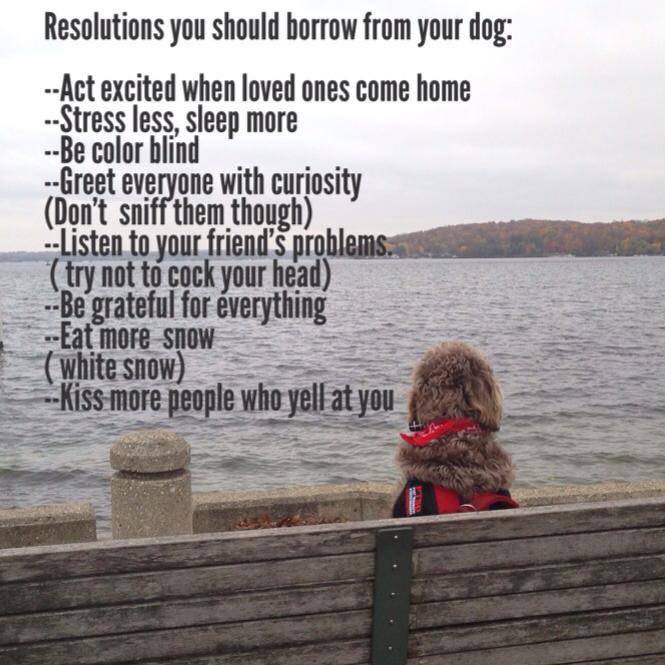 Resolutions you should borrow from your dog:
--Act excited when loved ones come home
--Stress less, sleep more
--Be color blind
--Greet everyone with curiosity
(Don't sniff them though)
--Listen to your friend's problems.
( try not to cock your head)
--Be grateful for everything
--Eat more snow
( white snow)
--Kiss more people who yell at you